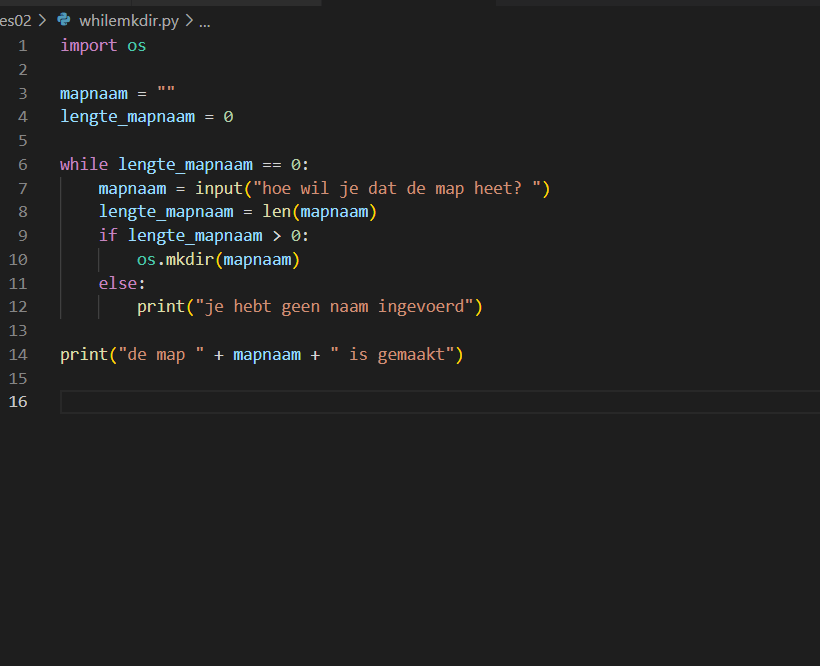 es02 > whilemkdir.py > ...
1 import os
2
3 mapnaam = ""
4 lengte_mapnaam = 0
5
6 while lengte_mapnaam == 0:
7     mapnaam = input("hoe wil je dat de map heet? ")
8     lengte_mapnaam = len(mapnaam)
9     if lengte_mapnaam > 0:
10         os.mkdir(mapnaam)
11     else:
12         print("je hebt geen naam ingevoerd")
13
14 print("de map " + mapnaam + " is gemaakt")
15
16